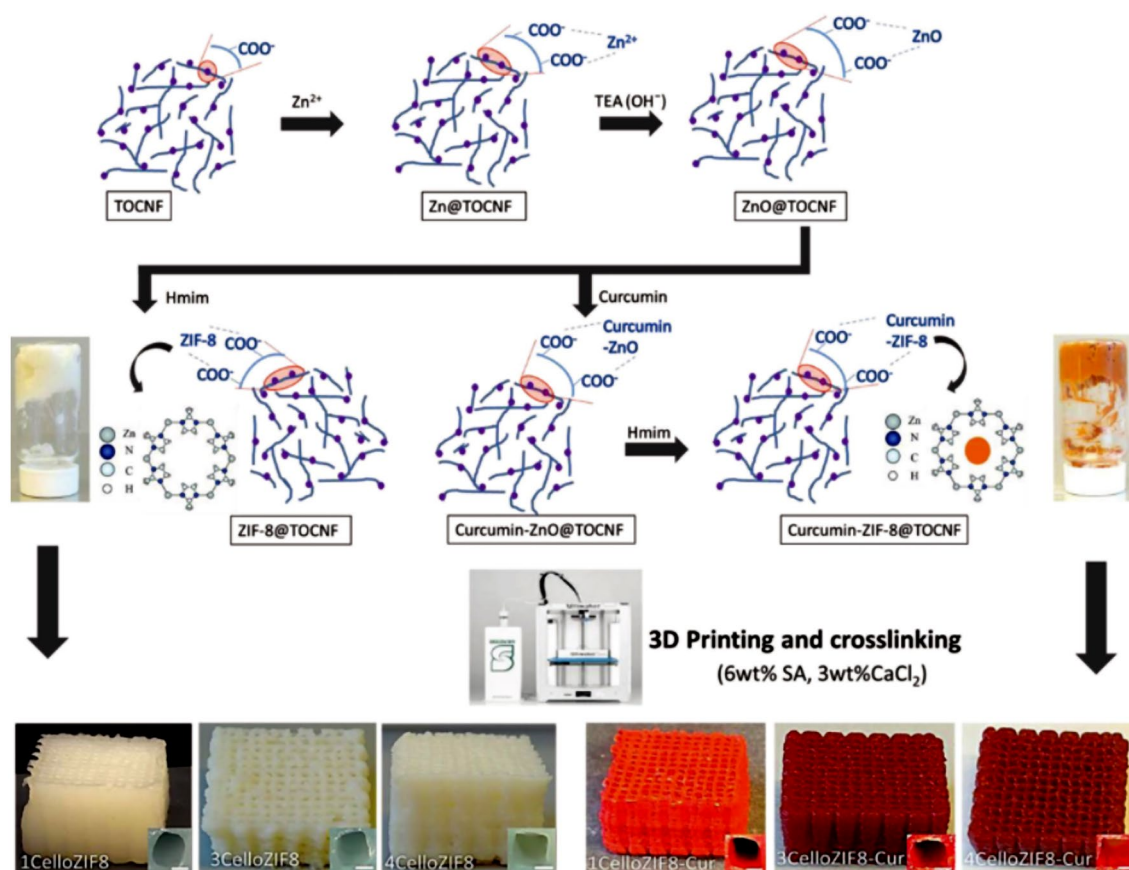 COO⁻
Zn²⁺
TOCNF
COO⁻
COO⁻
Zn²⁺
Zn@TOCNF
TEA (OH⁻)
COO⁻
COO⁻
ZnO
ZnO@TOCNF
Hmim
Curcumin
ZIF-8
COO⁻
COO⁻
Zn
N
C
H
ZIF-8@TOCNF
COO⁻
COO⁻
Curcumin
-ZnO
Curcumin-ZnO@TOCNF
Hmim
COO⁻
COO⁻
Curcumin
-ZIF-8
Zn
N
C
H
Curcumin-ZIF-8@TOCNF
3D Printing and crosslinking
(6wt% SA, 3wt%CaCl₂)
1CelloZIF8
3CelloZIF8
4CelloZIF8
1CelloZIF8-Cur
3CelloZIF8-Cur
4CelloZIF8-Cur